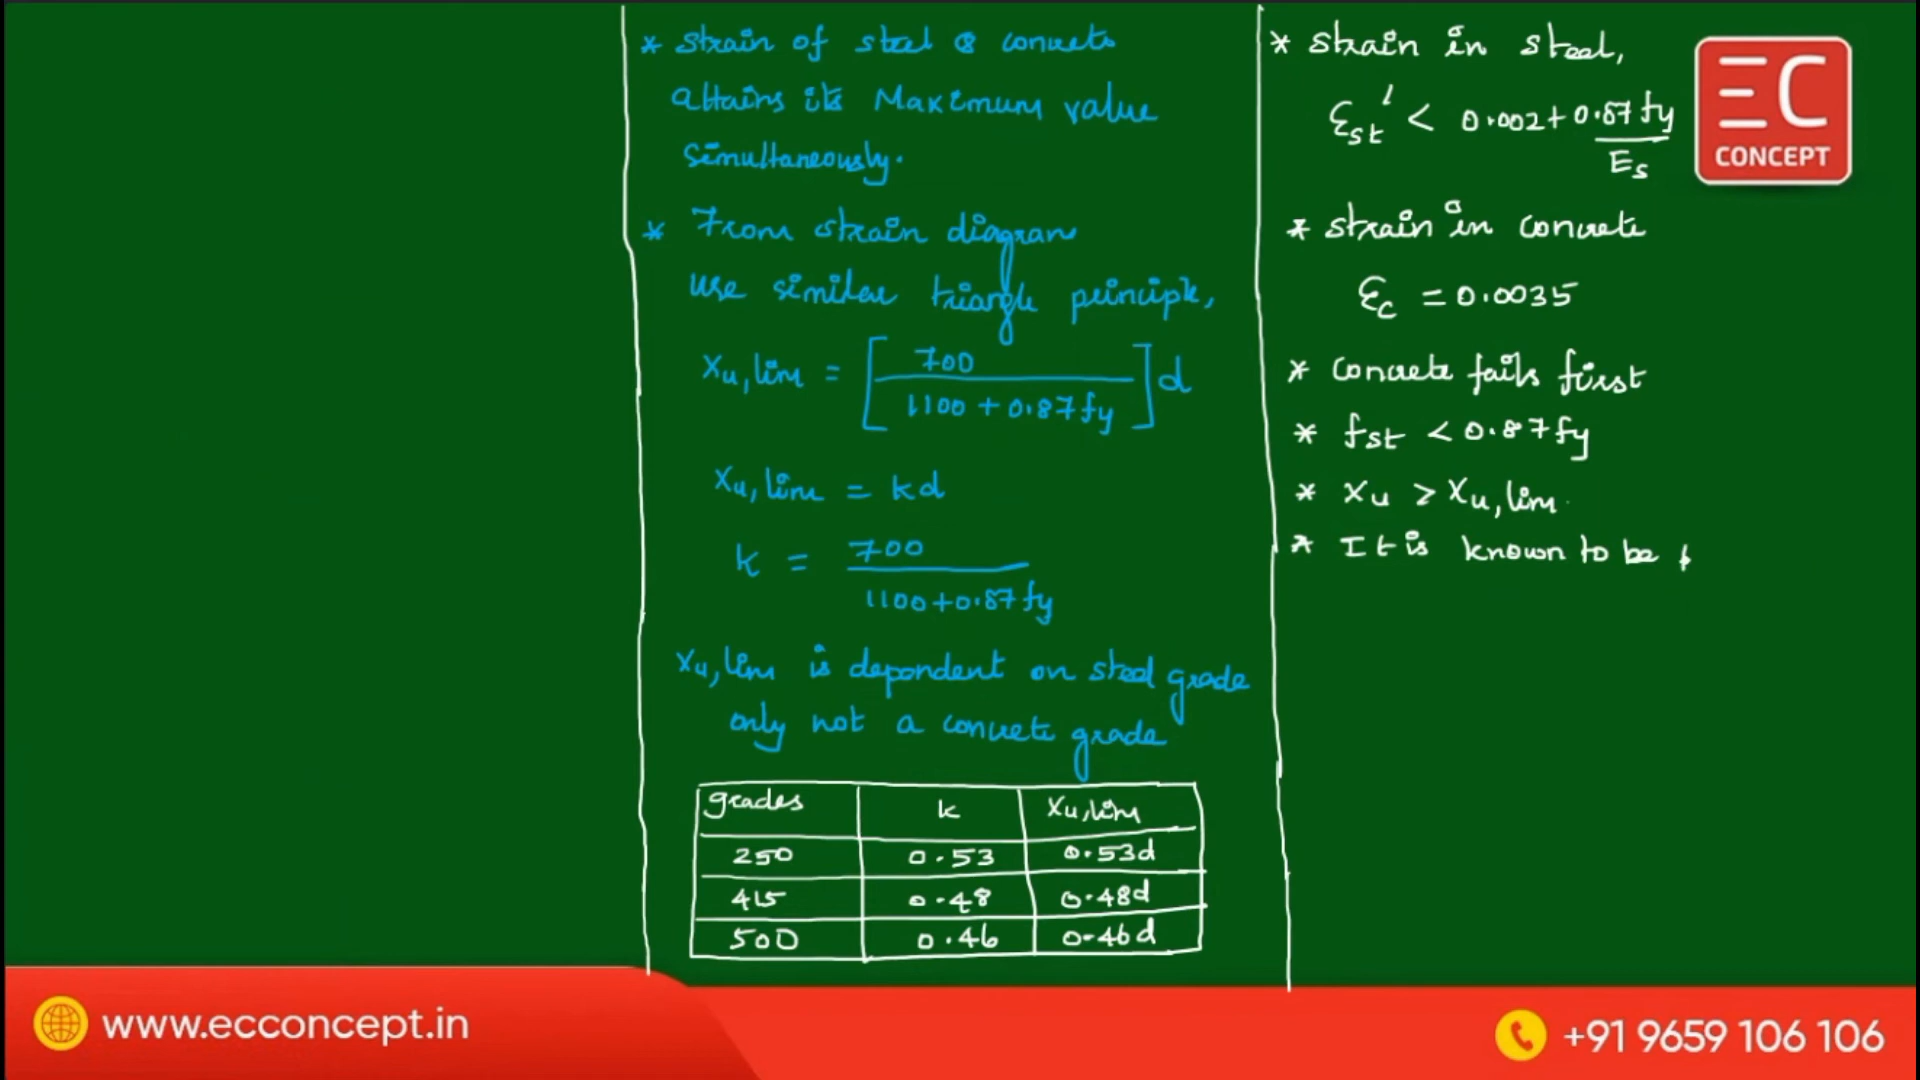 * strain of steel & concrete
attains its Maximum value
simultaneously.
* From strain diagram
use similar triangle principle,
xu,lim = [700 / 1100 + 0.87fy] d
xu,lim = kd
k = 700 / 1100+0.87fy
xu,lim is dependent on steel grade
only not a concrete grade
grades k xu,lim
250 0.53 0.53d
415 0.48 0.48d
500 0.46 0.46d
* strain in steel,
εst' < 0.002+0.87fy / Es
* strain in concrete
εc = 0.0035
* concrete fails first
* fst < 0.87fy
* xu > xu,lim.
* It is known to be
EC
CONCEPT
www.ecconcept.in
+91 9659 106 106